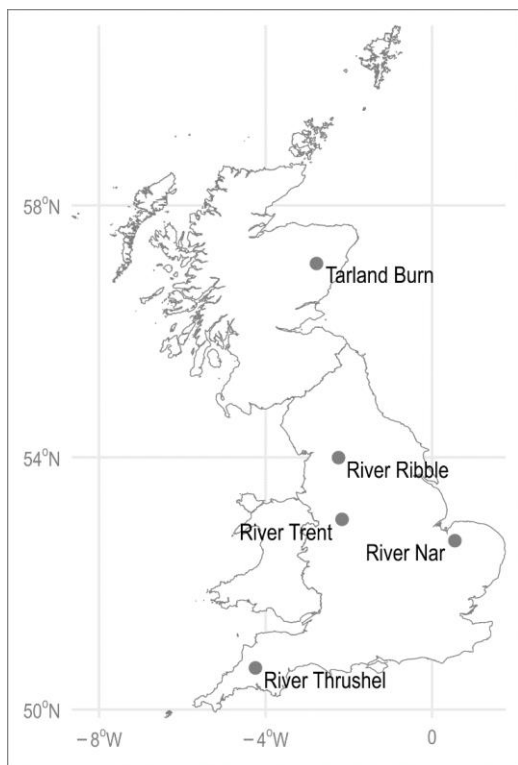 58°N
Tarland Burn
54°N
River Ribble
River Trent
River Nar
River Thrushel
50°N
−8°W
−4°W
0